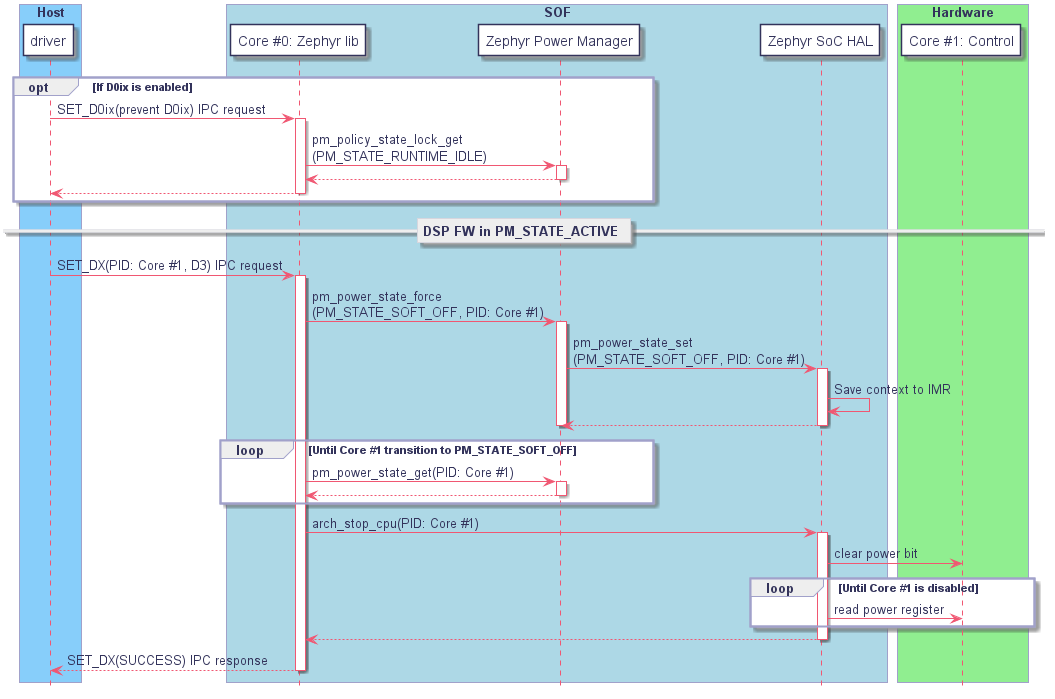 Host
SOF
Hardware
driver
Core #0: Zephyr lib
Zephyr Power Manager
Zephyr SoC HAL
Core #1: Control
opt
[If D0ix is enabled]
SET_D0ix(prevent D0ix) IPC request
pm_policy_state_lock_get
(PM_STATE_RUNTIME_IDLE)
DSP FW in PM_STATE_ACTIVE
SET_DX(PID: Core #1, D3) IPC request
pm_power_state_force
(PM_STATE_SOFT_OFF, PID: Core #1)
pm_power_state_set
(PM_STATE_SOFT_OFF, PID: Core #1)
Save context to IMR
loop
[Until Core #1 transition to PM_STATE_SOFT_OFF]
pm_power_state_get(PID: Core #1)
arch_stop_cpu(PID: Core #1)
clear power bit
loop
[Until Core #1 is disabled]
read power register
SET_DX(SUCCESS) IPC response